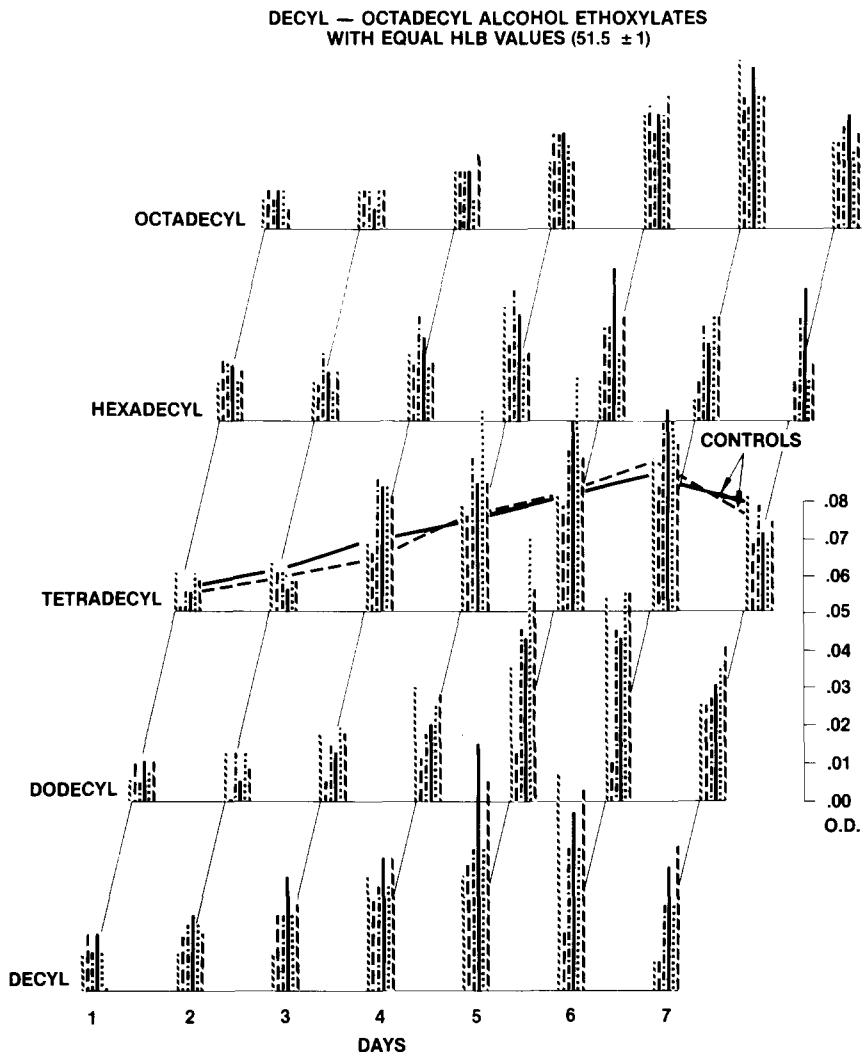 DECYL — OCTADECYL ALCOHOL ETHOXYLATES
WITH EQUAL HLB VALUES (51.5 ± 1)
OCTADECYL
HEXADECYL
CONTROLS
TETRADECYL
.08
.07
.06
.05
.04
.03
.02
.01
.00
O.D.
DODECYL
DECYL
1 2 3 4 5 6 7
DAYS